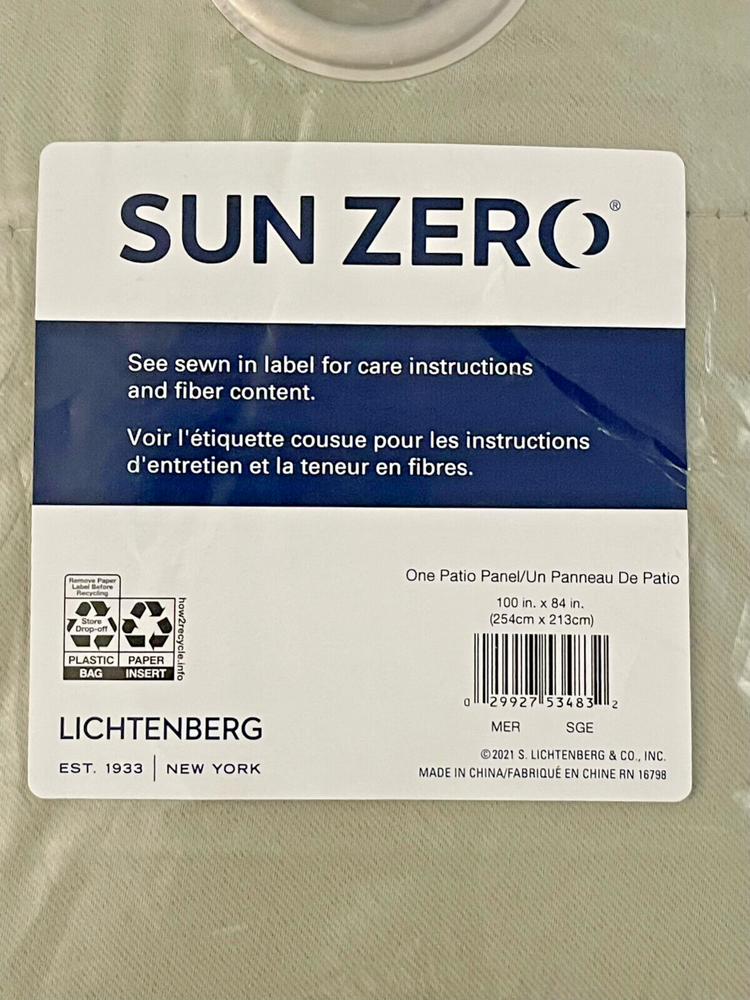 SUN ZERO®
See sewn in label for care instructions
and fiber content.
Voir l'étiquette cousue pour les instructions
d'entretien et la teneur en fibres.
Remove Paper
Label Before
Recycling
Store
Drop-off
PLASTIC
BAG
PAPER
INSERT
how2recycle.info
LICHTENBERG
EST. 1933 | NEW YORK
One Patio Panel/Un Panneau De Patio
100 in. x 84 in.
(254cm x 213cm)
0 29927 53483 2
MER SGE
©2021 S. LICHTENBERG & CO., INC.
MADE IN CHINA/FABRIQUÉ EN CHINE RN 16798